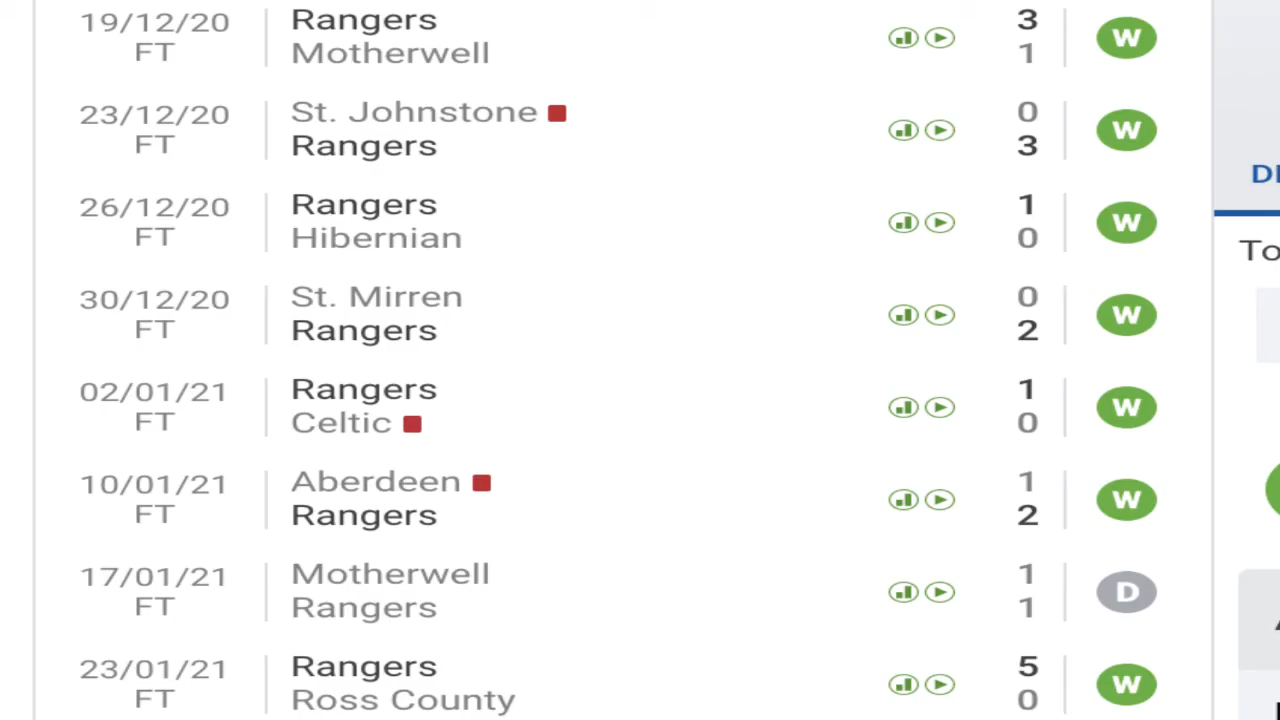 19/12/20 Rangers 3 W
FT Motherwell 1
23/12/20 St. Johnstone 0 W
FT Rangers 3
26/12/20 Rangers 1 W
FT Hibernian 0
30/12/20 St. Mirren 0 W
FT Rangers 2
02/01/21 Rangers 1 W
FT Celtic 0
10/01/21 Aberdeen 1 W
FT Rangers 2
17/01/21 Motherwell 1 D
FT Rangers 1
23/01/21 Rangers 5 W
FT Ross County 0
To